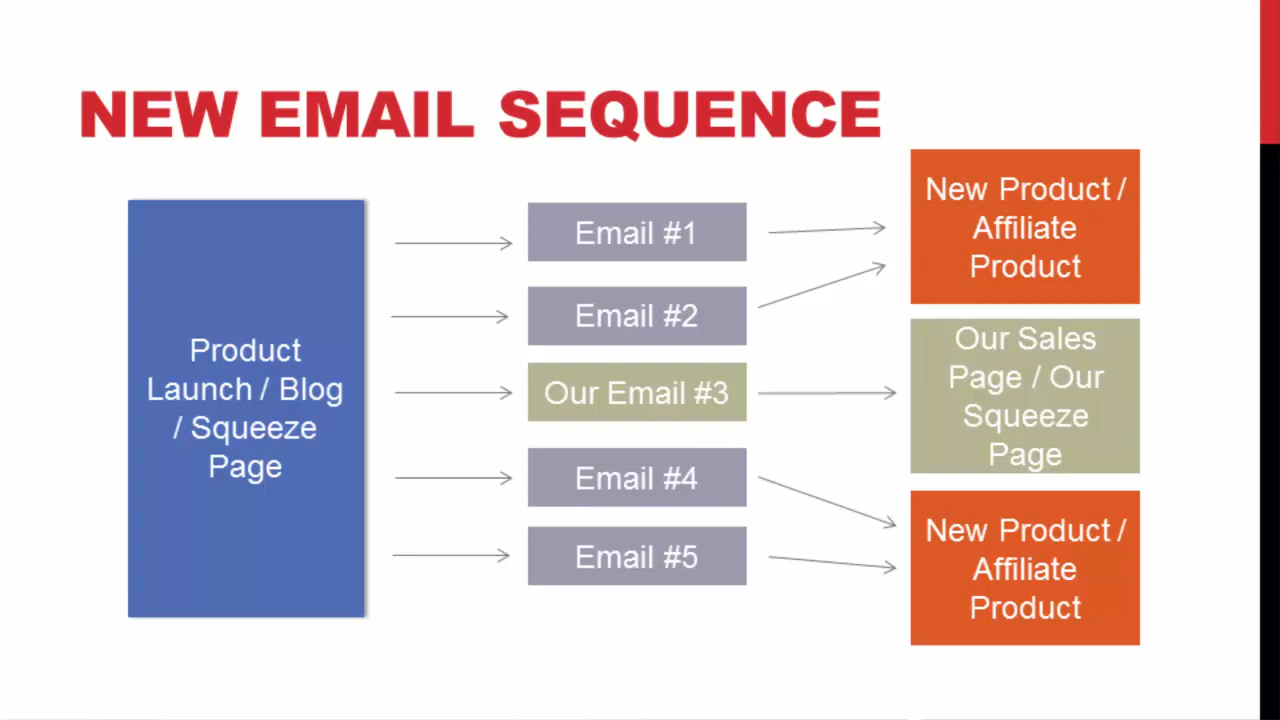 NEW EMAIL SEQUENCE
Product
Launch / Blog
/ Squeeze
Page
Email #1
Email #2
Our Email #3
Email #4
Email #5
New Product /
Affiliate
Product
Our Sales
Page / Our
Squeeze
Page
New Product /
Affiliate
Product